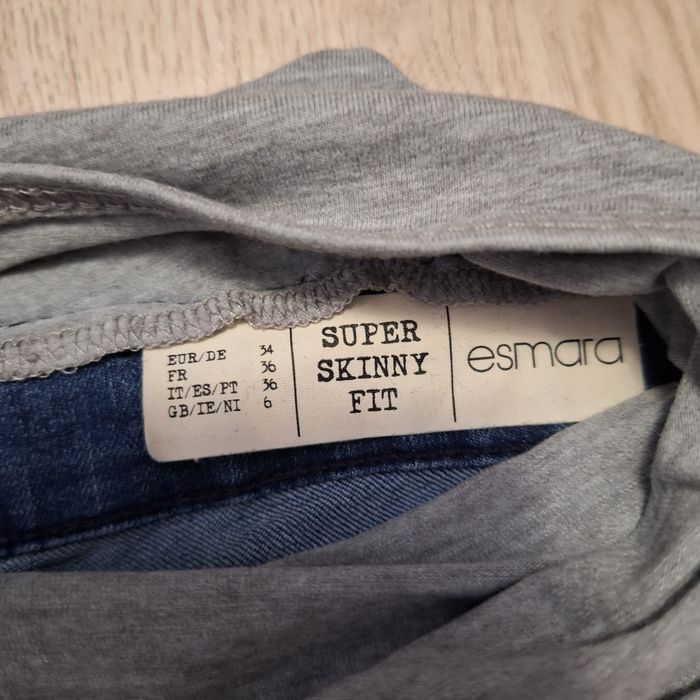 EUR/DE 34
FR 36
IT/ES/PT 36
GB/IE/NI 6
SUPER
SKINNY
FIT
esmara